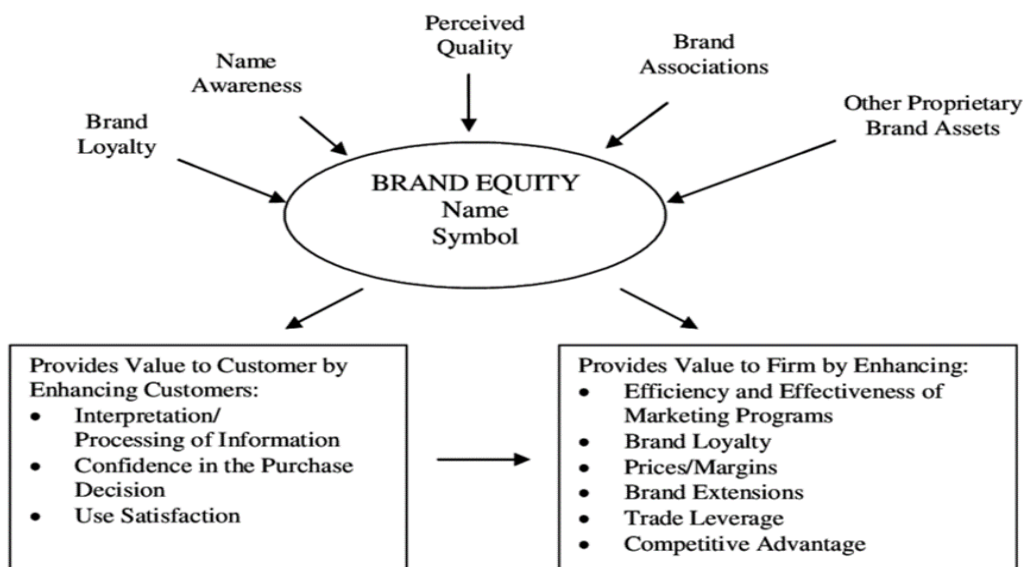 Perceived
Quality
Brand
Associations
Name
Awareness
Other Proprietary
Brand Assets
Brand
Loyalty
BRAND EQUITY
Name
Symbol
Provides Value to Customer by
Enhancing Customers:
• Interpretation/
Processing of Information
• Confidence in the Purchase
Decision
• Use Satisfaction
Provides Value to Firm by Enhancing:
• Efficiency and Effectiveness of
Marketing Programs
• Brand Loyalty
• Prices/Margins
• Brand Extensions
• Trade Leverage
• Competitive Advantage